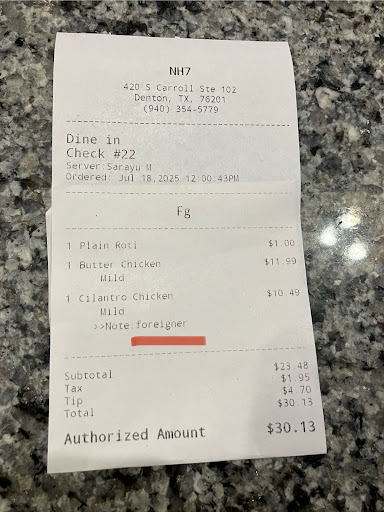 NH7
420 S Carroll Ste 102
Denton, TX, 76201
(940) 354-5779
Dine in
Check #22
Server: Sarayu M
Ordered: Jul 18,2025 12:00:43PM
Fg
1 Plain Roti $1.00
1 Butter Chicken $11.99
Mild
1 Cilantro Chicken $10.49
Mild
>>Note:foreigner
Subtotal $23.48
Tax $1.95
Tip $4.70
Total $30.13
Authorized Amount $30.13